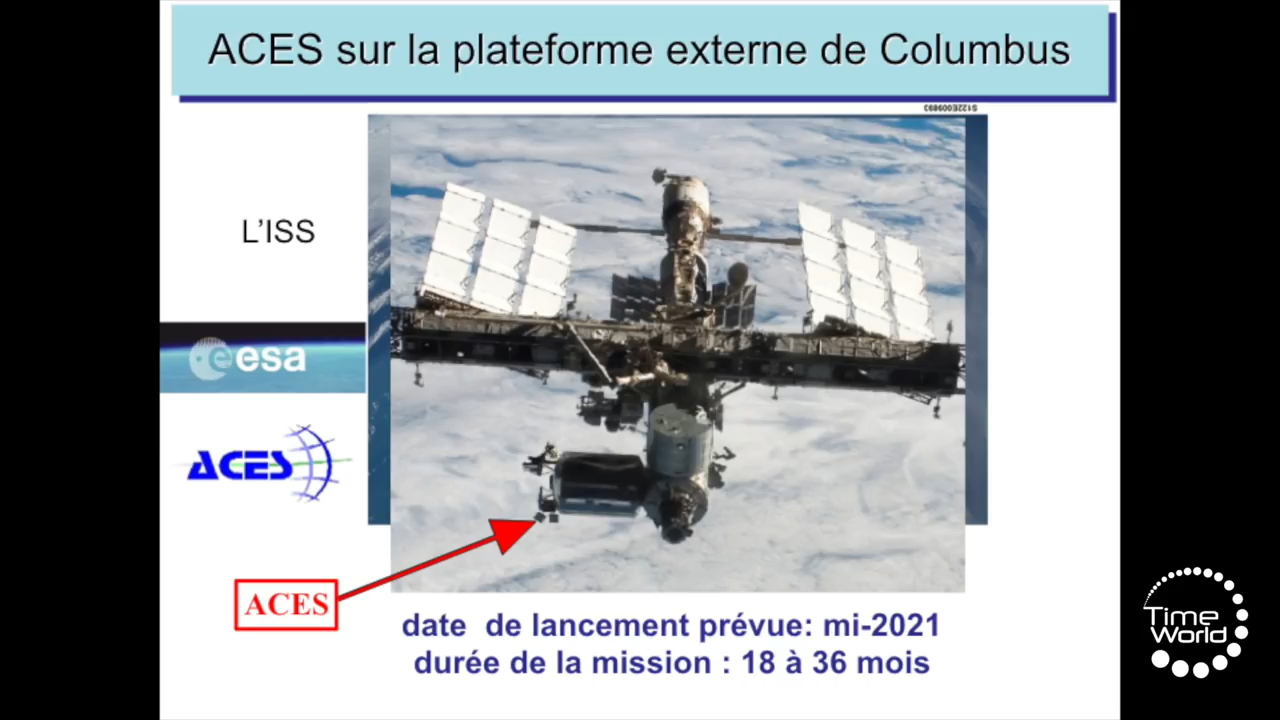 ACES sur la plateforme externe de Columbus
S122E009893
L'ISS
esa
ACES
ACES
date de lancement prévue: mi-2021
durée de la mission : 18 à 36 mois
Time
World